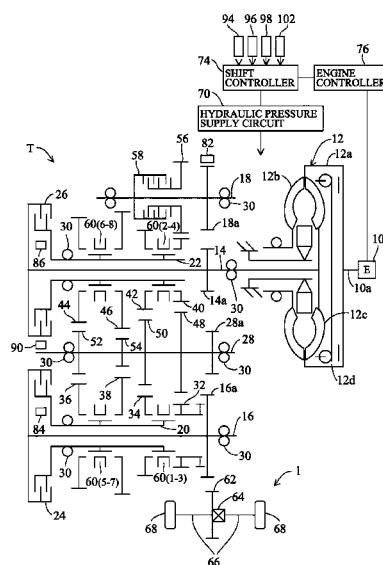 94 96 98 102
74 76
SHIFT CONTROLLER
ENGINE CONTROLLER
70
HYDRAULIC PRESSURE SUPPLY CIRCUIT
T
56 82
58
12
12a
12b
26
18
30 30
18a
60(6-8) 60(2-4)
30
22
86
14
10
E
10a
14a
30
44 42 40
46 48
12c
90 52 50 28a
54
28
30 30
12d
36 38 34 32 16a
84
20
16
30 30
1
62
60(5-7) 60(1-3)
64
24
68 68
66